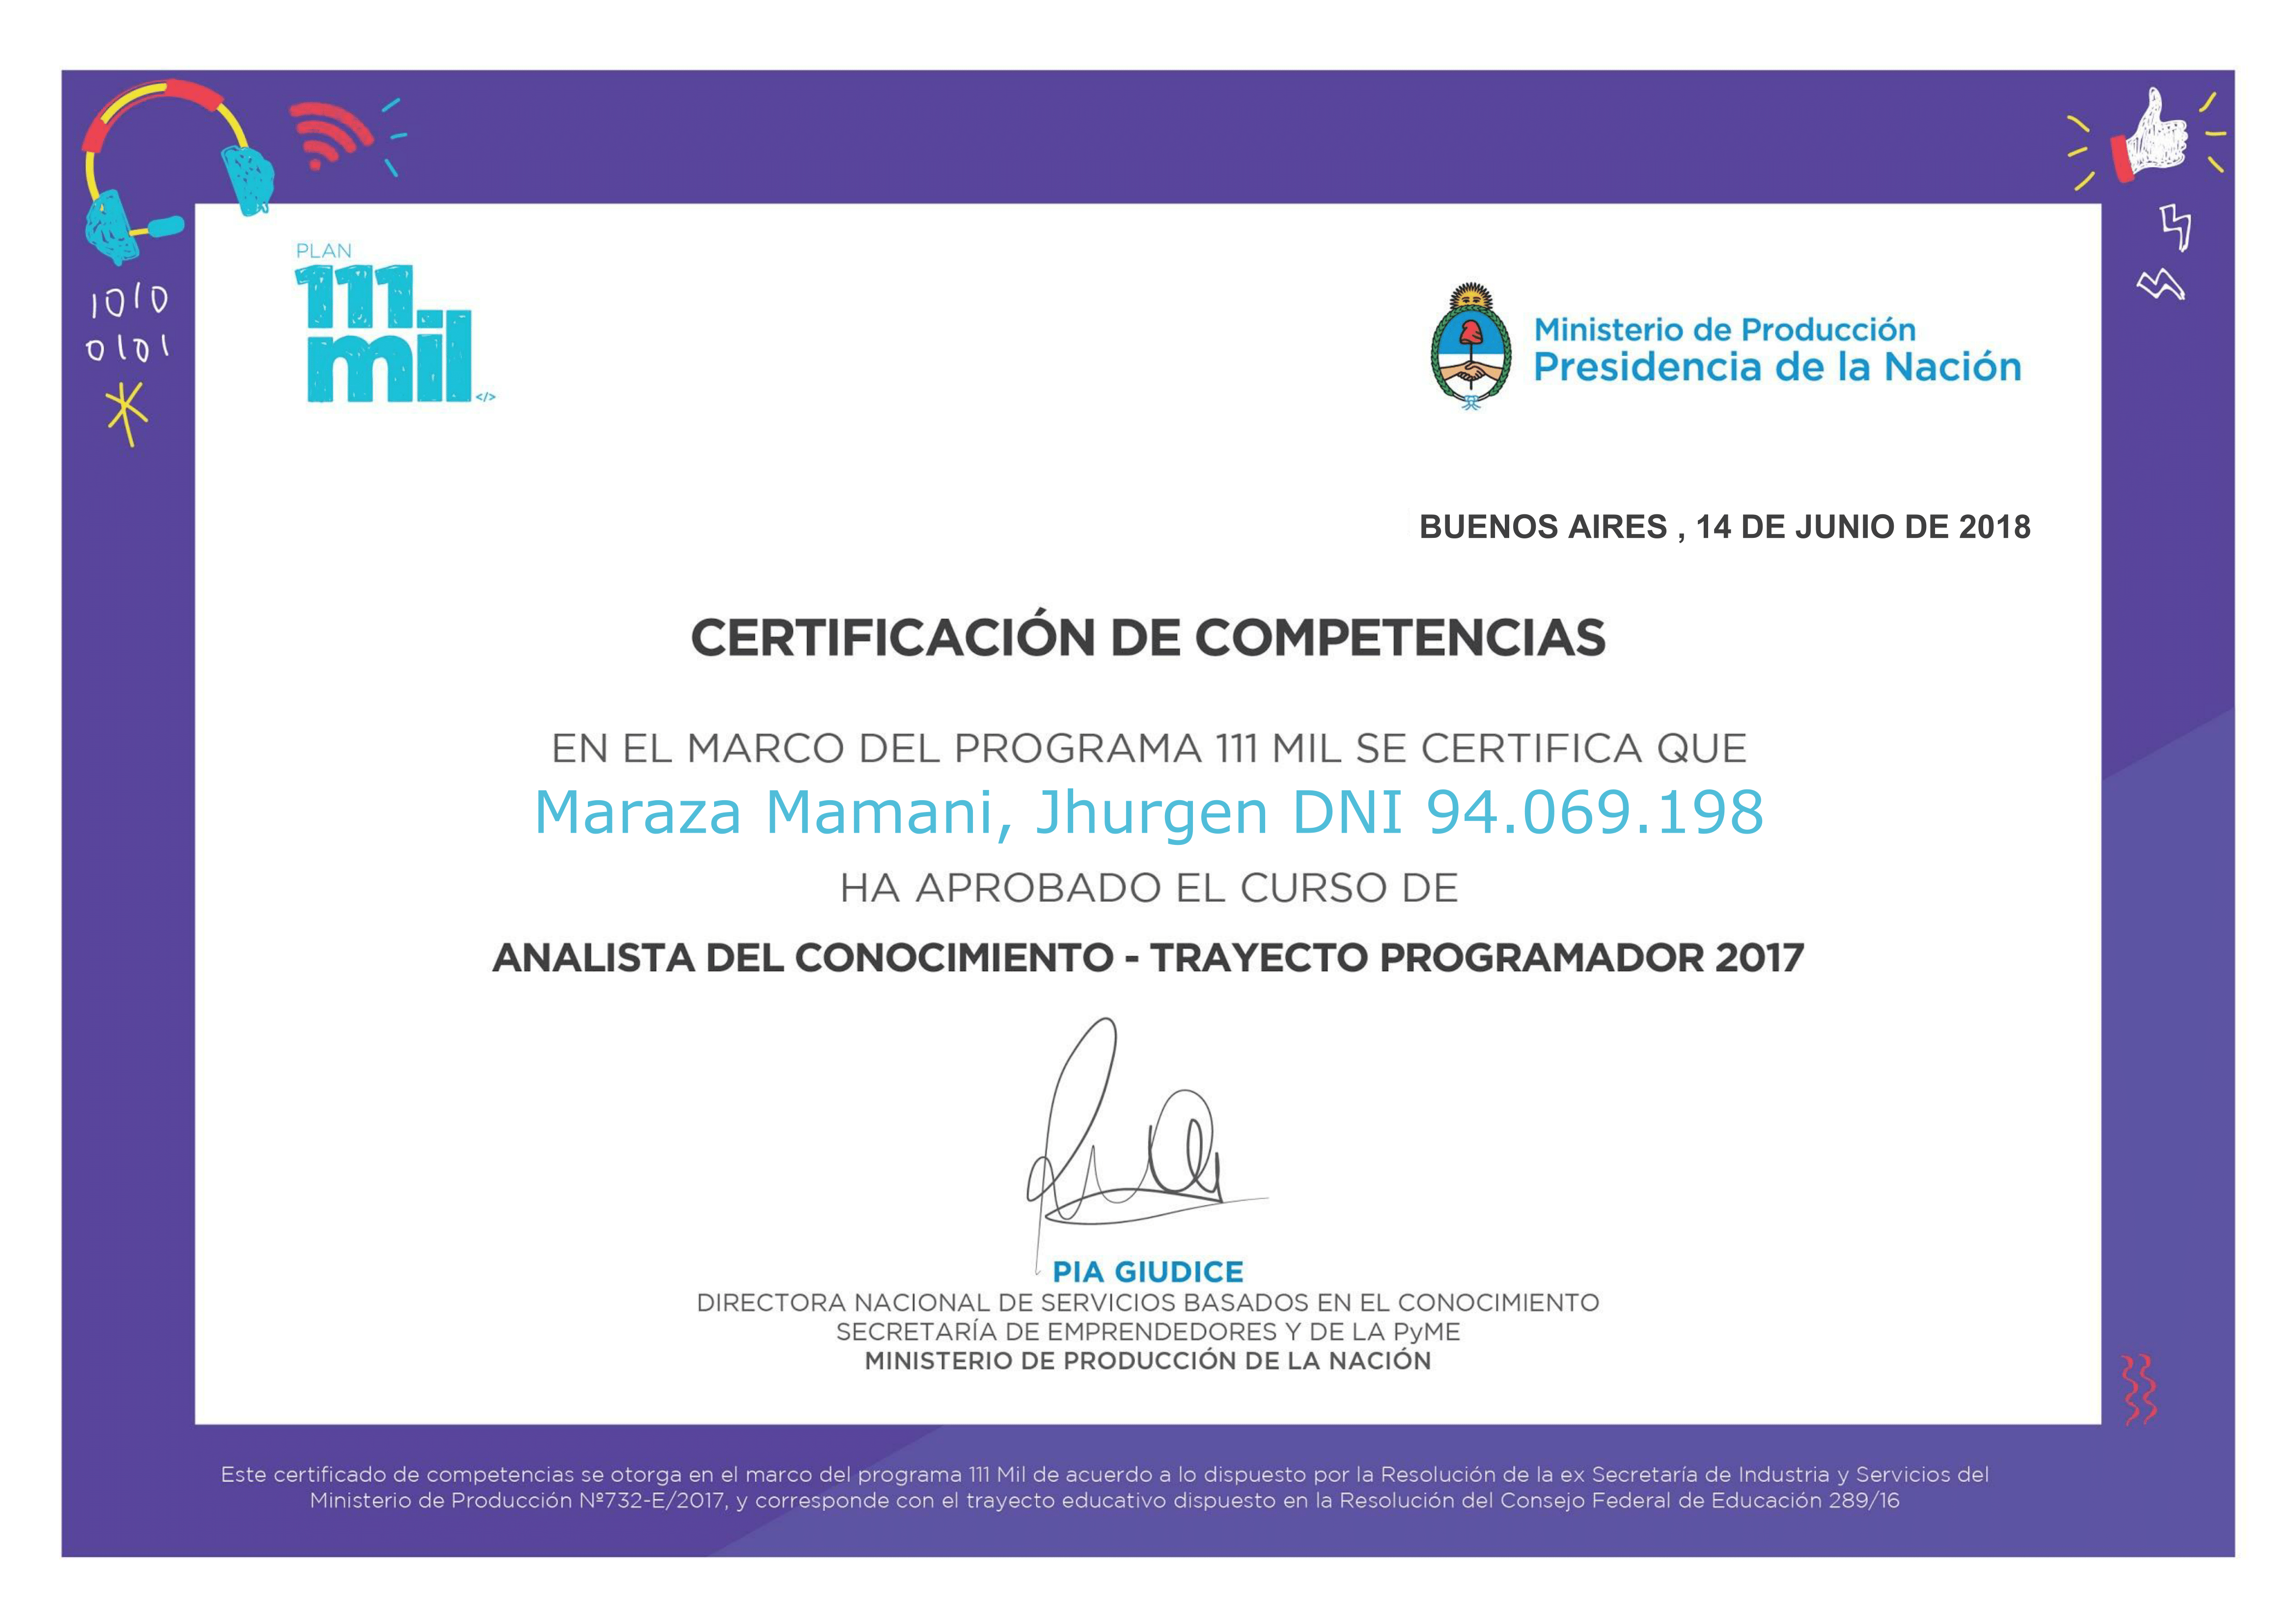 1010
0101
PLAN
111
mil
</>
Ministerio de Producción
Presidencia de la Nación
BUENOS AIRES , 14 DE JUNIO DE 2018
CERTIFICACIÓN DE COMPETENCIAS
EN EL MARCO DEL PROGRAMA 111 MIL SE CERTIFICA QUE
Maraza Mamani, Jhurgen DNI 94.069.198
HA APROBADO EL CURSO DE
ANALISTA DEL CONOCIMIENTO - TRAYECTO PROGRAMADOR 2017
PIA GIUDICE
DIRECTORA NACIONAL DE SERVICIOS BASADOS EN EL CONOCIMIENTO
SECRETARÍA DE EMPRENDEDORES Y DE LA PyME
MINISTERIO DE PRODUCCIÓN DE LA NACIÓN
Este certificado de competencias se otorga en el marco del programa 111 Mil de acuerdo a lo dispuesto por la Resolución de la ex Secretaría de Industria y Servicios del
Ministerio de Producción Nº732-E/2017, y corresponde con el trayecto educativo dispuesto en la Resolución del Consejo Federal de Educación 289/16